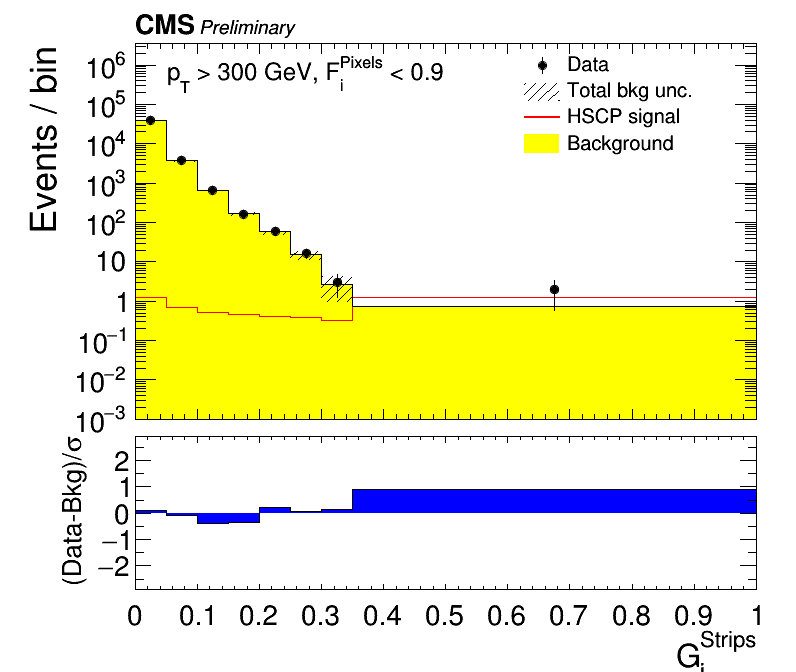 CMS Preliminary
p_T > 300 GeV, F_i^Pixels < 0.9
Data
Total bkg unc.
HSCP signal
Background
Events / bin
10^6
10^5
10^4
10^3
10^2
10
1
10^−1
10^−2
10^−3
(Data-Bkg)/σ
2
1
0
−1
−2
0 0.1 0.2 0.3 0.4 0.5 0.6 0.7 0.8 0.9 1
G_i^Strips